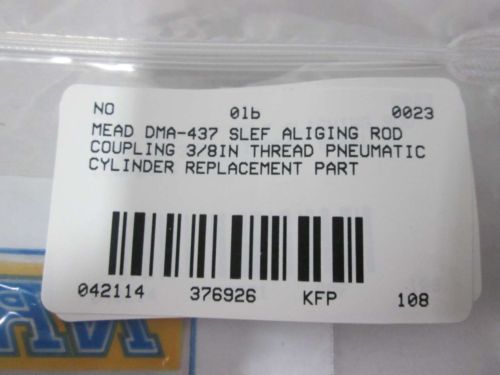 NO 01b 0023
MEAD DMA-437 SLEF ALIGING ROD
COUPLING 3/8IN THREAD PNEUMATIC
CYLINDER REPLACEMENT PART
042114 376926 KFP 108